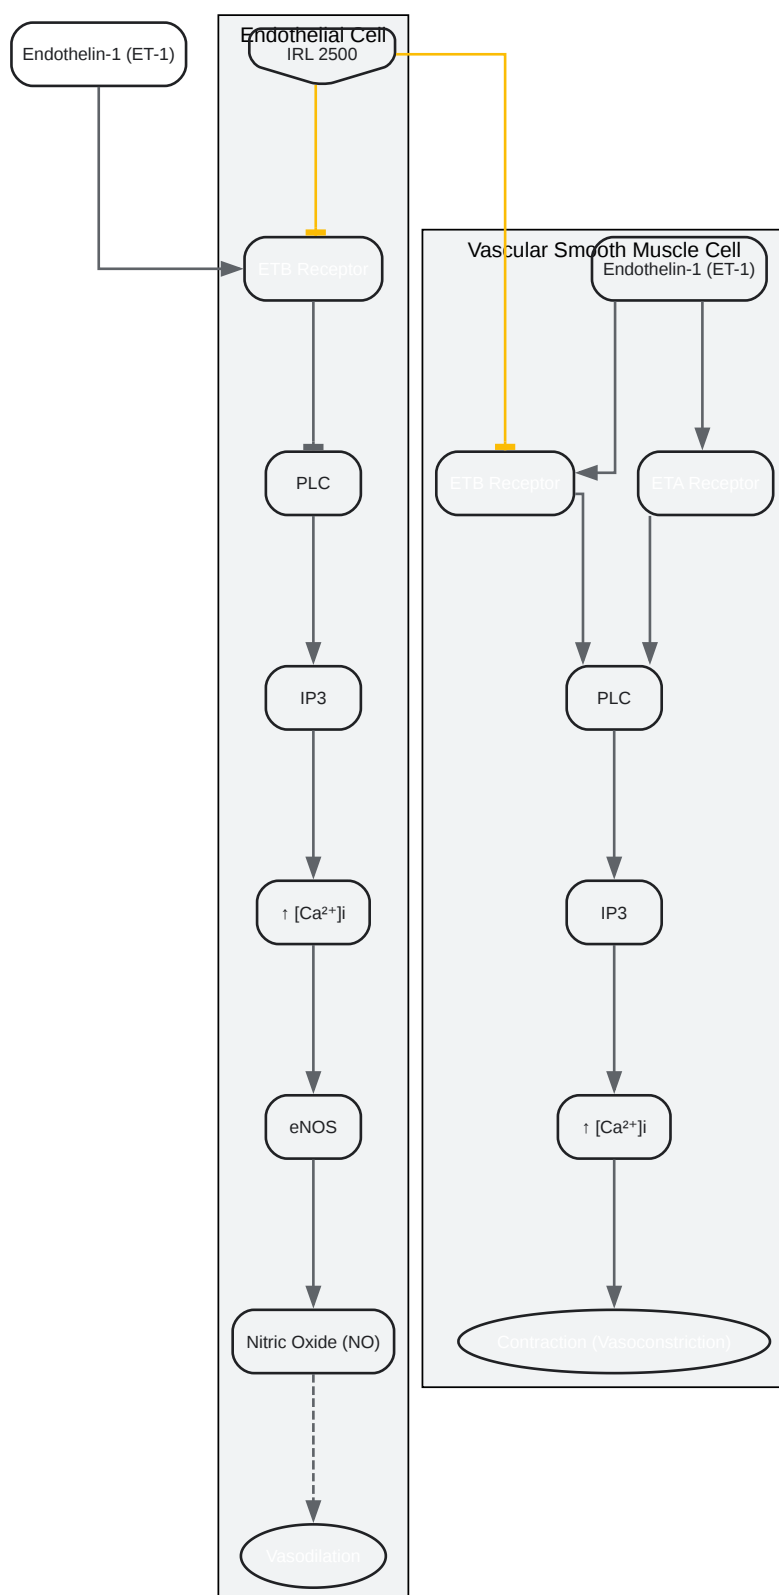 Endothelin-1 (ET-1)
Endothelial Cell
IRL 2500
ETB Receptor
Vascular Smooth Muscle Cell
Endothelin-1 (ET-1)
PLC
ETB Receptor
ETA Receptor
IP3
PLC
↑ [Ca²⁺]i
IP3
eNOS
↑ [Ca²⁺]i
Nitric Oxide (NO)
Contraction (Vasoconstriction)
Vasodilation